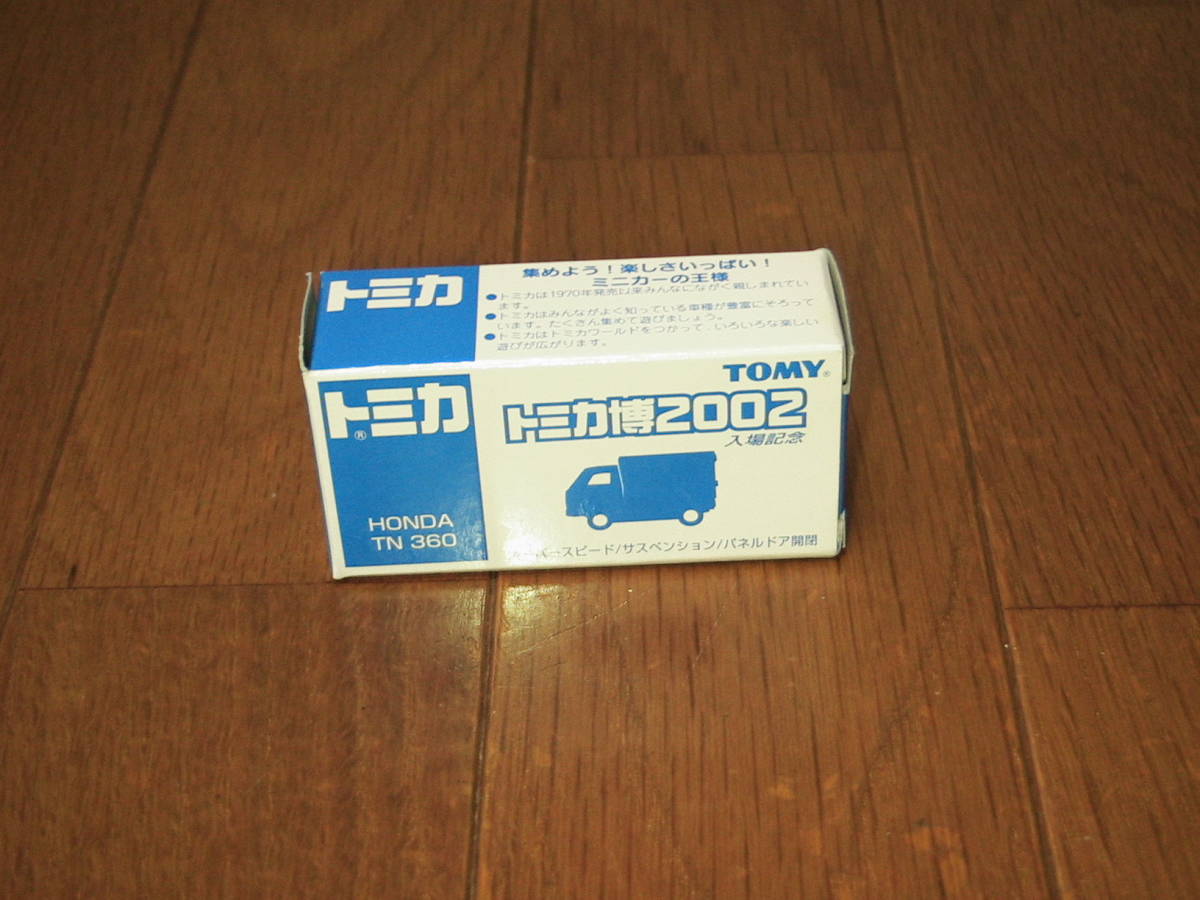 トミカ
集めよう！楽しさいっぱい！
ミニカーの王様
●トミカは1970年発売以来みんなにながく親しまれてい
ます。
●トミカはみんながよく知っている車種が豊富にそろって
います。たくさん集めて遊びましょう。
●トミカはトミカワールドをつかって、いろいろな楽しい
遊びが広がります。
トミカ®
HONDA
TN 360
TOMY®
トミカ博2002
入場記念
スピード/サスペンション/パネルドア開閉